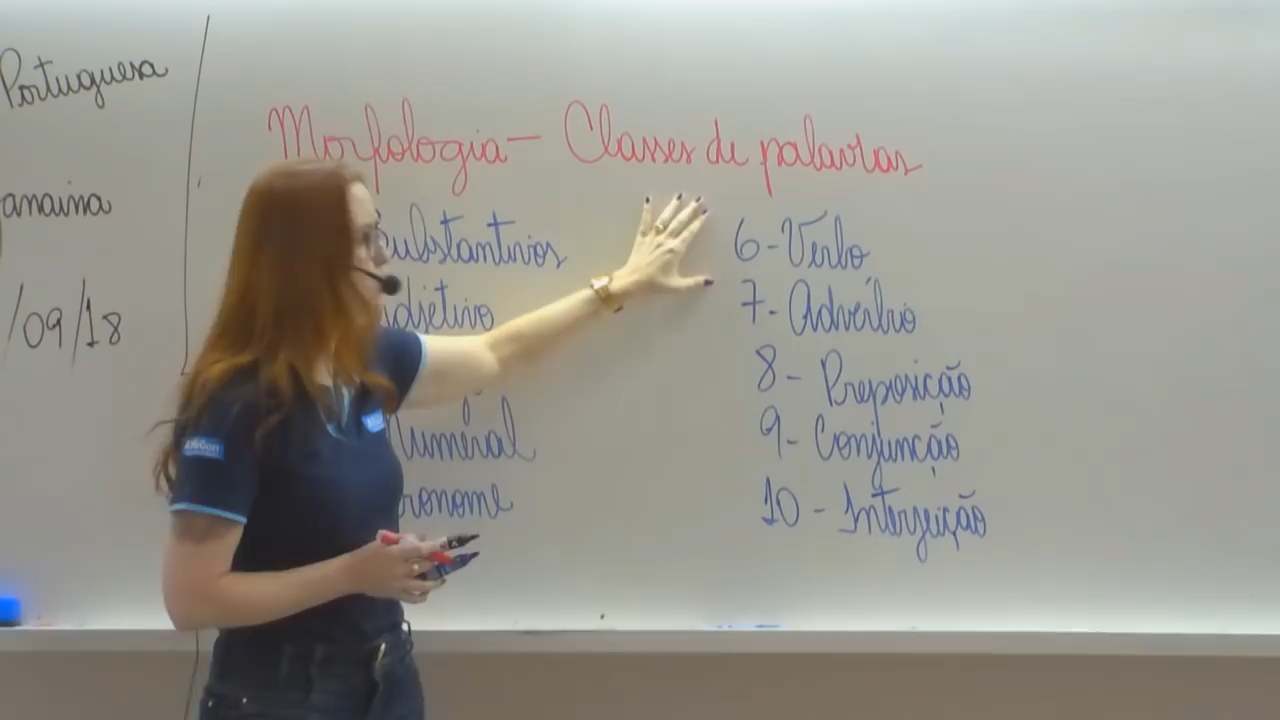 Portuguesa
anaina
/09/18
Morfologia - Classes de palavras
ubstantivos
djetivo
Numeral
ronome
6 - Verbo
7 - Advérbio
8 - Preposição
9 - Conjunção
10 - Interjeição